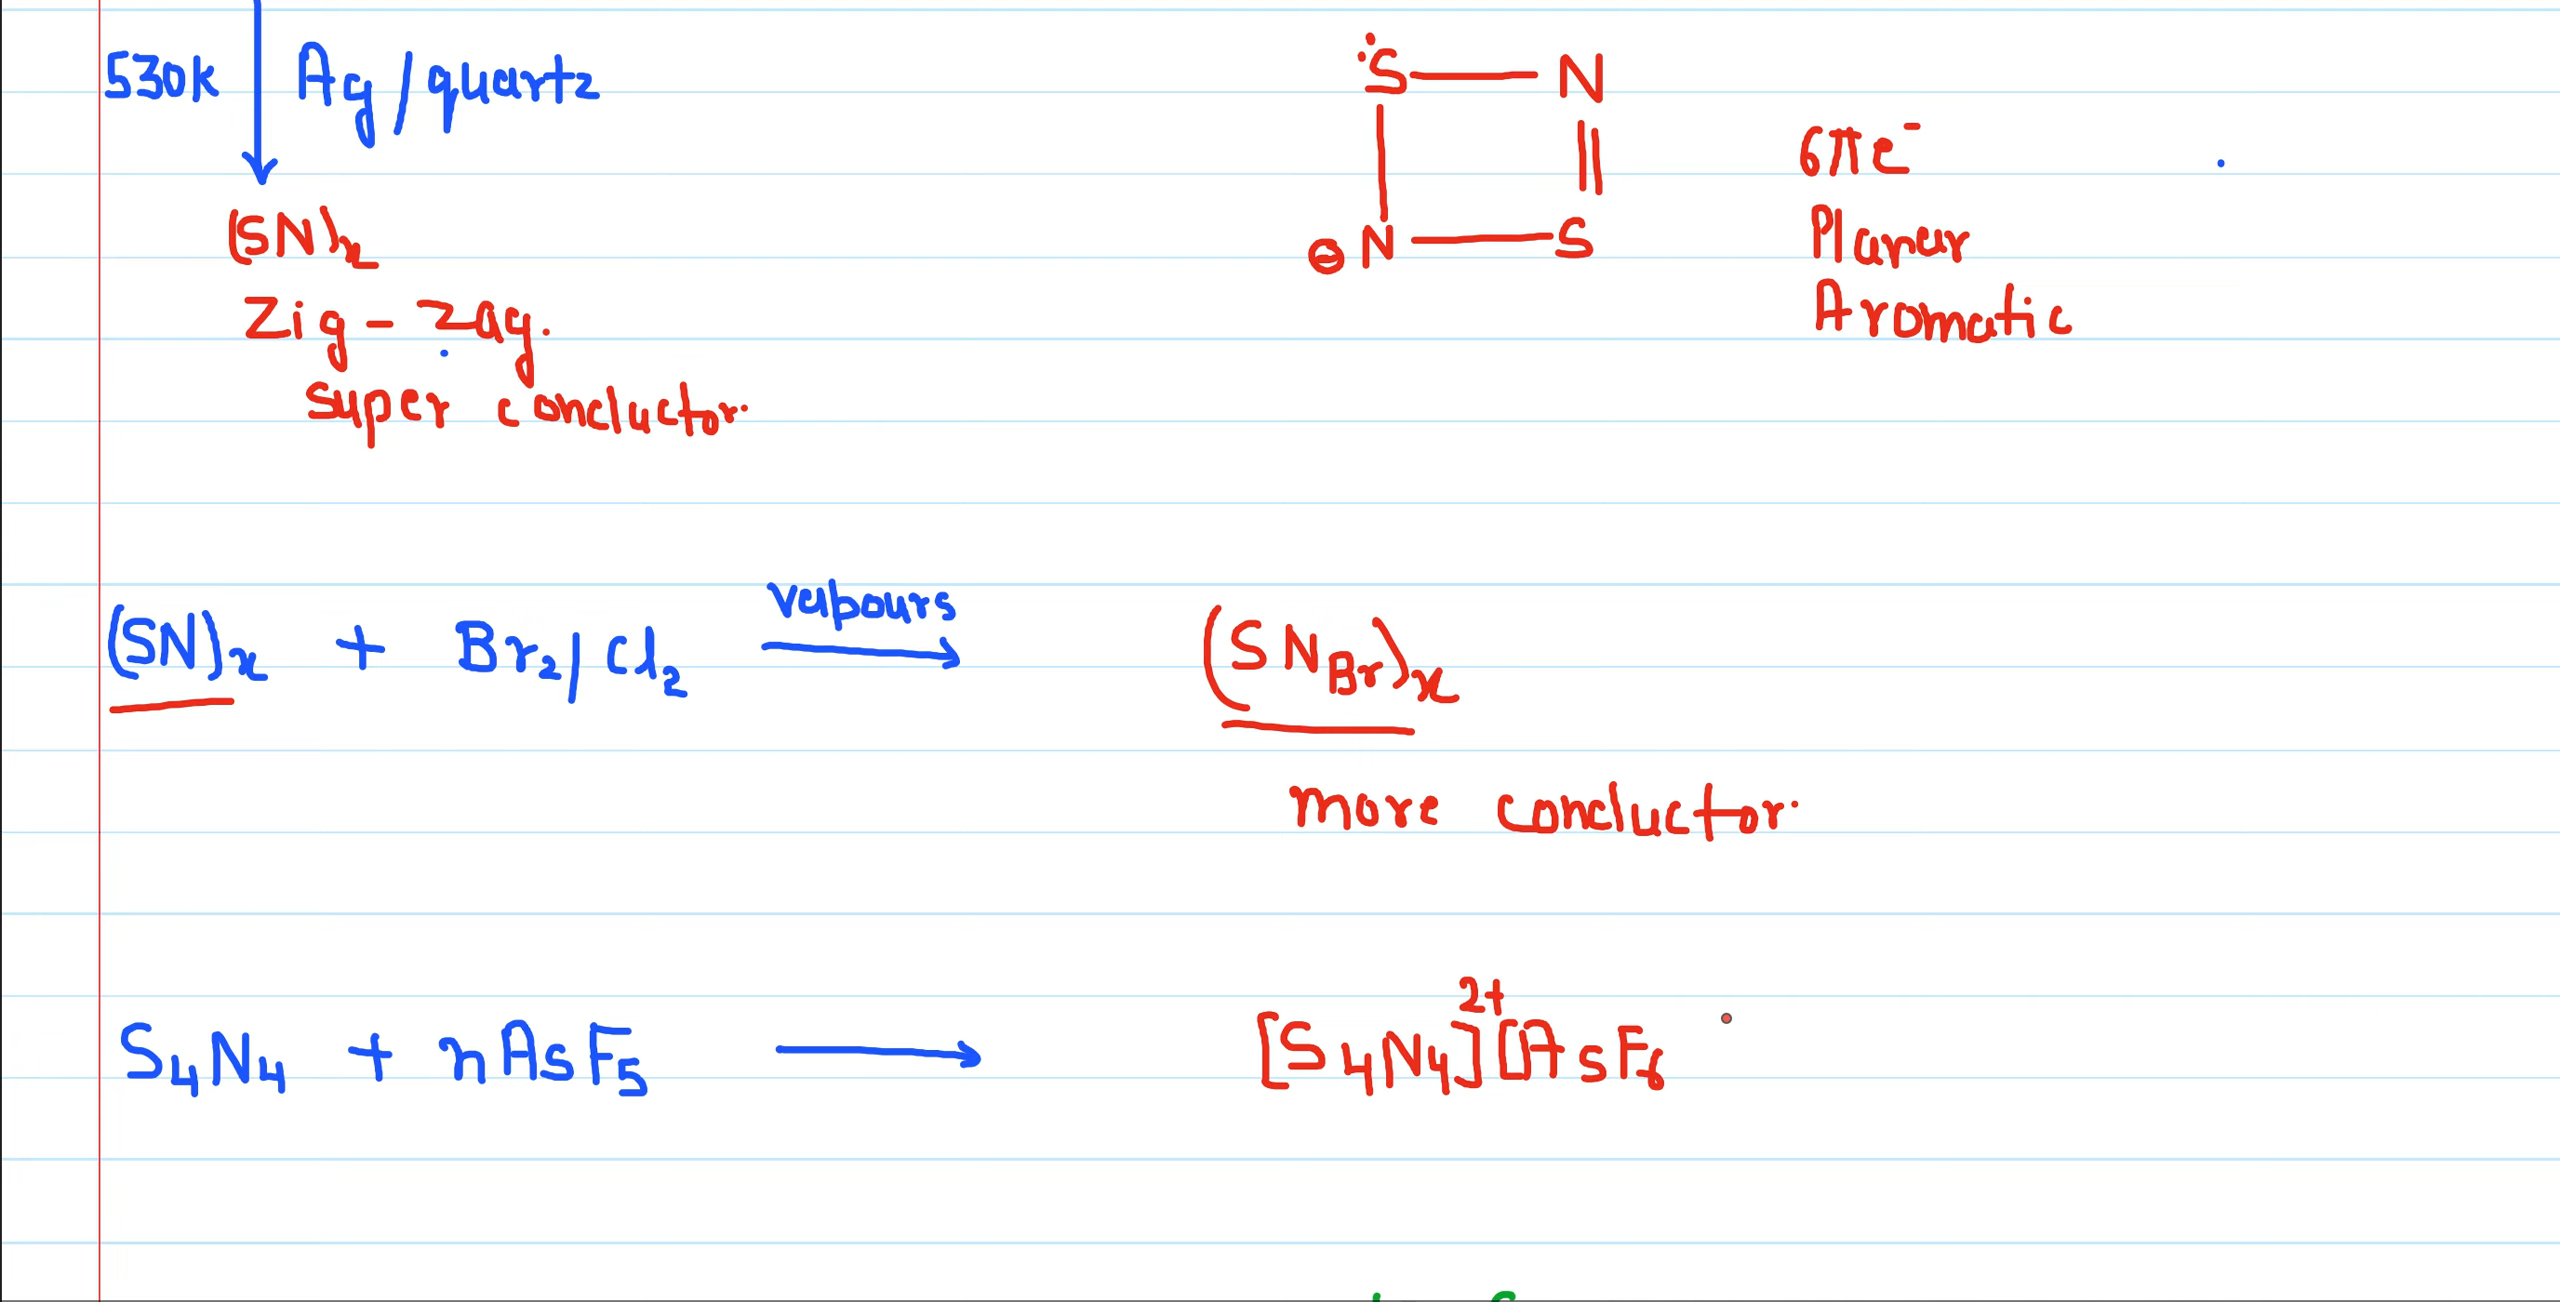 530K Ag/quartz
(SN)x
Zig-zag.
Super conductor.
:S — N
||
⊖ N — S
6πe⁻
Planar
Aromatic
(SN)x + Br₂/Cl₂ vapours → (SNBr)x
more conductor.
S₄N₄ + nAsF₅ → [S₄N₄]²⁺[AsF₆